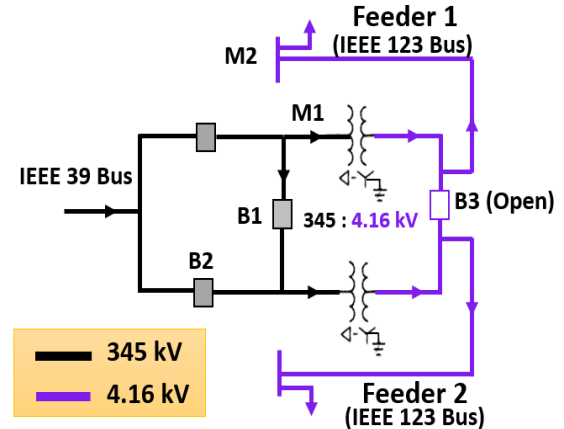 Feeder 1
(IEEE 123 Bus)
M2
M1
IEEE 39 Bus
B1
345 : 4.16 kV
B3 (Open)
B2
345 kV
4.16 kV
Feeder 2
(IEEE 123 Bus)